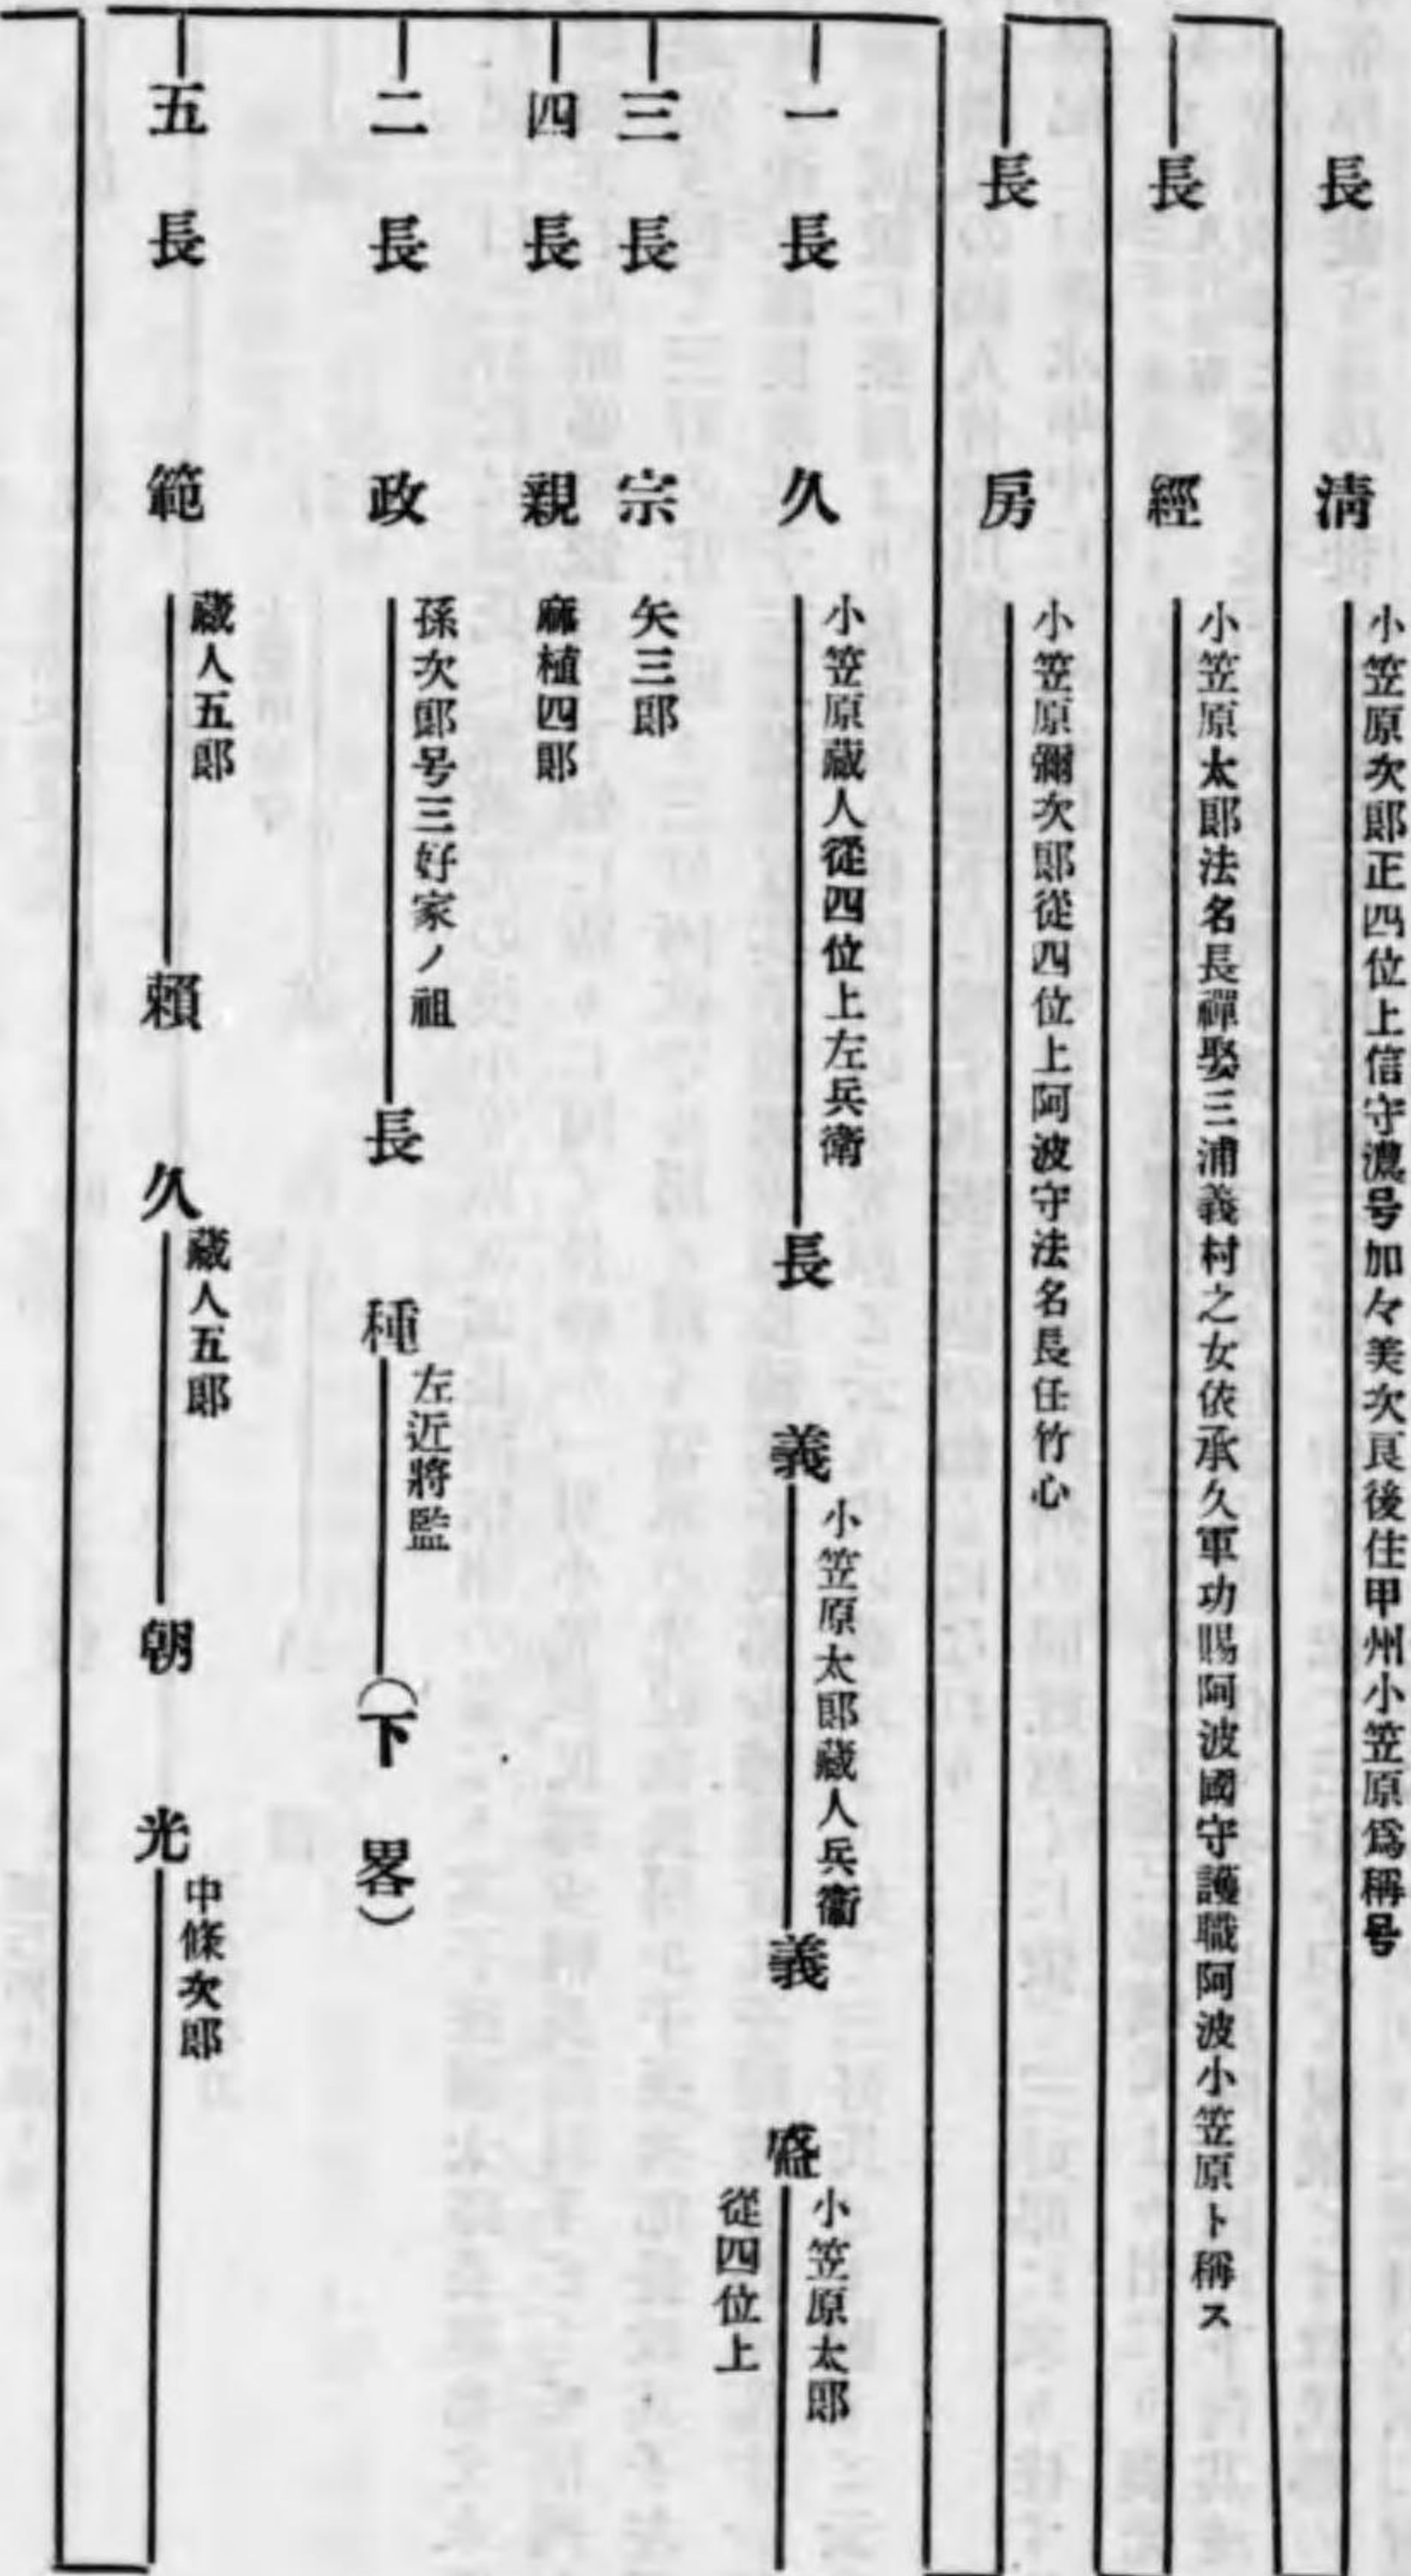 長清 小笠原次郎正四位上信守濃号加々美次良後住甲州小笠原爲稱号
長經 小笠原太郎法名長禪娶三浦義村之女依承久軍功賜阿波國守護職阿波小笠原ト稱ス
長房 小笠原彌次郎從四位上阿波守法名長任竹心
一長久 小笠原藏人從四位上左兵衛 長義 小笠原太郎藏人兵衞 義盛 小笠原太郎 從四位上
三長宗 矢三郎
四長親 麻植四郎
二長政 孫次郎号三好家ノ祖 長種 左近將監 (下畧)
五長範 藏人五郎 賴久 藏人五郎 朝光 中條次郎